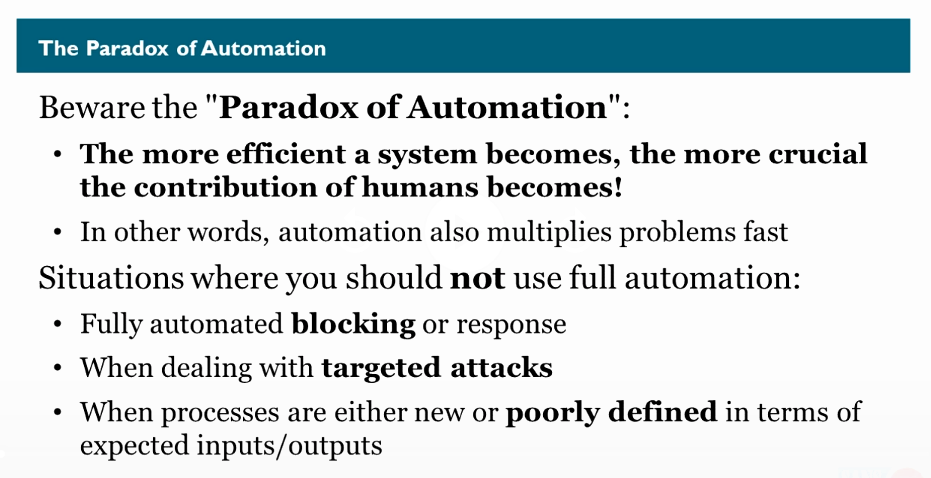 The Paradox of Automation
Beware the "Paradox of Automation":
• The more efficient a system becomes, the more crucial
the contribution of humans becomes!
• In other words, automation also multiplies problems fast
Situations where you should not use full automation:
• Fully automated blocking or response
• When dealing with targeted attacks
• When processes are either new or poorly defined in terms of
expected inputs/outputs